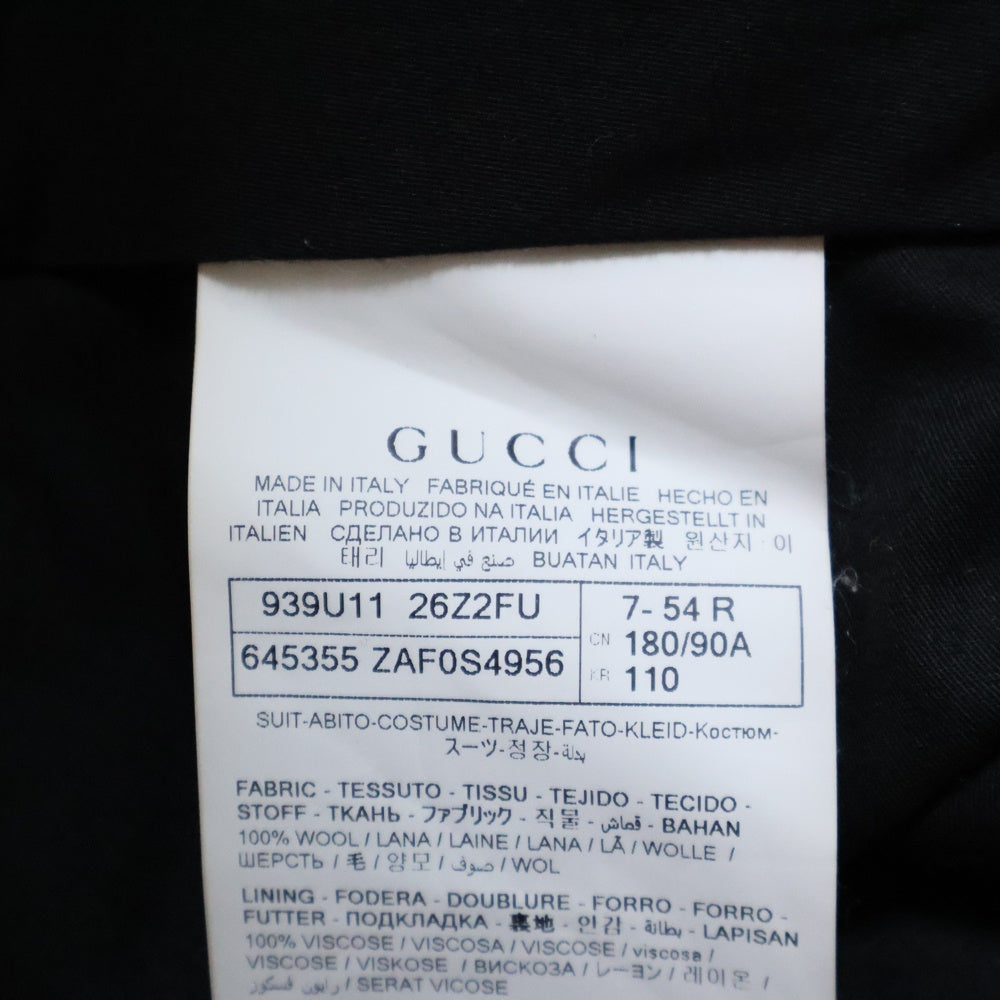 GUCCI
MADE IN ITALY FABRIQUÉ EN ITALIE HECHO EN
ITALIA PRODUZIDO NA ITALIA HERGESTELLT IN
ITALIEN СДЕЛАНО В ИТАЛИИ イタリア製 원산지 : 이
태리 صنع في إيطاليا BUATAN ITALY
939U11 26Z2FU
645355 ZAF0S4956
7- 54 R
CN 180/90A
KR 110
SUIT-ABITO-COSTUME-TRAJE-FATO-KLEID-Костюм-
スーツ-정장-بدلة
FABRIC - TESSUTO - TISSU - TEJIDO - TECIDO -
STOFF - ТКАНЬ - ファブリック - 직물 - قماش - BAHAN
100% WOOL / LANA / LAINE / LANA / LÃ / WOLLE /
ШЕРСТЬ / 毛 / 양모 / صوف / WOL
LINING - FODERA - DOUBLURE - FORRO - FORRO -
FUTTER - ПОДКЛАДКА - 裏地 - 안감 - بطانة - LAPISAN
100% VISCOSE / VISCOSA / VISCOSE / viscosa /
VISCOSE / VISKOSE / ВИСКОЗА / レーヨン / 레이온 /
رايون فسكوز / SERAT VICOSE